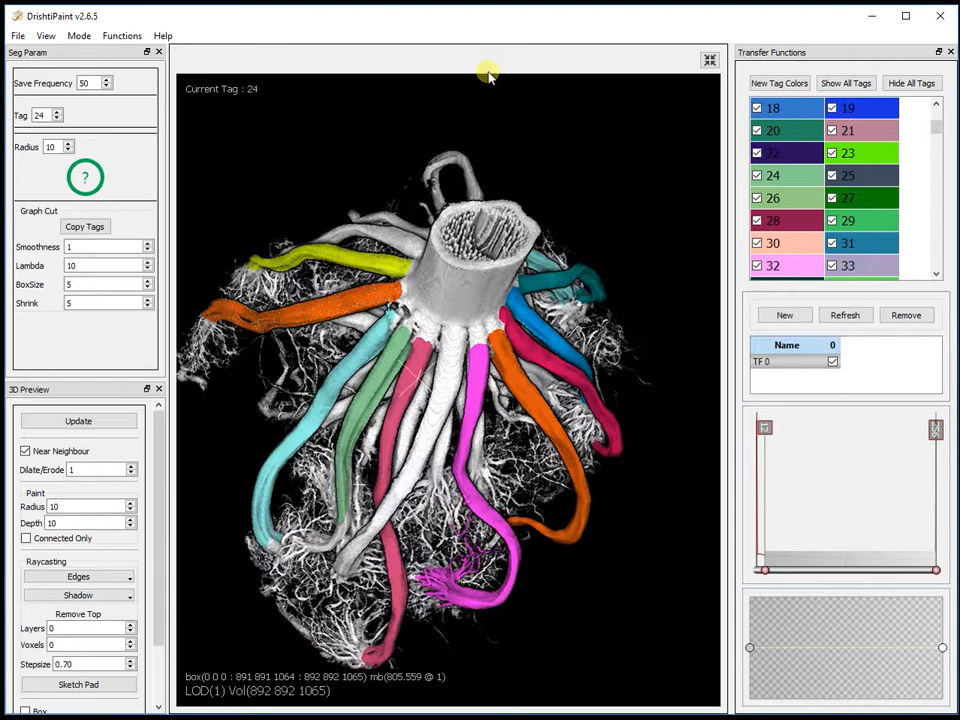 DrishtiPaint v2.6.5
File View Mode Functions Help
Seg Param
Save Frequency 50
Tag 24
Radius 10
?
Graph Cut
Copy Tags
Smoothness 1
Lambda 10
BoxSize 5
Shrink 5
3D Preview
Update
Near Neighbour
Dilate/Erode 1
Paint
Radius 10
Depth 10
Connected Only
Raycasting
Edges
Shadow
Remove Top
Layers 0
Voxels 0
Stepsize 0.70
Sketch Pad
Box
Current Tag : 24
box(0 0 0 : 891 891 1064 : 892 892 1065) mb(805.559 @ 1)
LOD(1) Vol(892 892 1065)
Transfer Functions
New Tag Colors Show All Tags Hide All Tags
18 19
20 21
22 23
24 25
26 27
28 29
30 31
32 33
New Refresh Remove
Name 0
TF 0